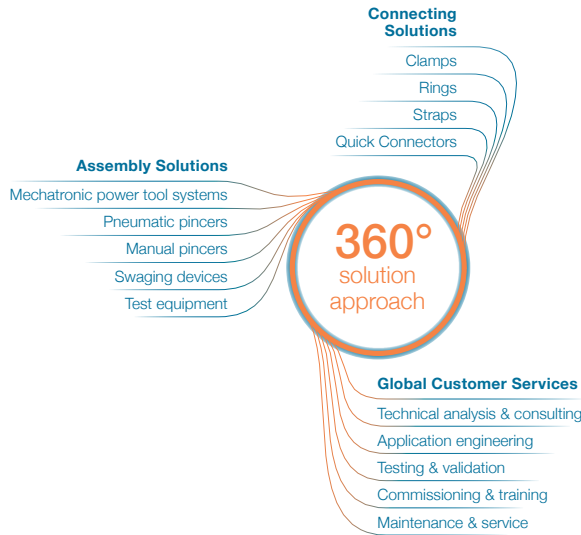 Connecting
Solutions
Clamps
Rings
Straps
Quick Connectors
Assembly Solutions
Mechatronic power tool systems
Pneumatic pincers
Manual pincers
Swaging devices
Test equipment
360°
solution
approach
Global Customer Services
Technical analysis & consulting
Application engineering
Testing & validation
Commissioning & training
Maintenance & service